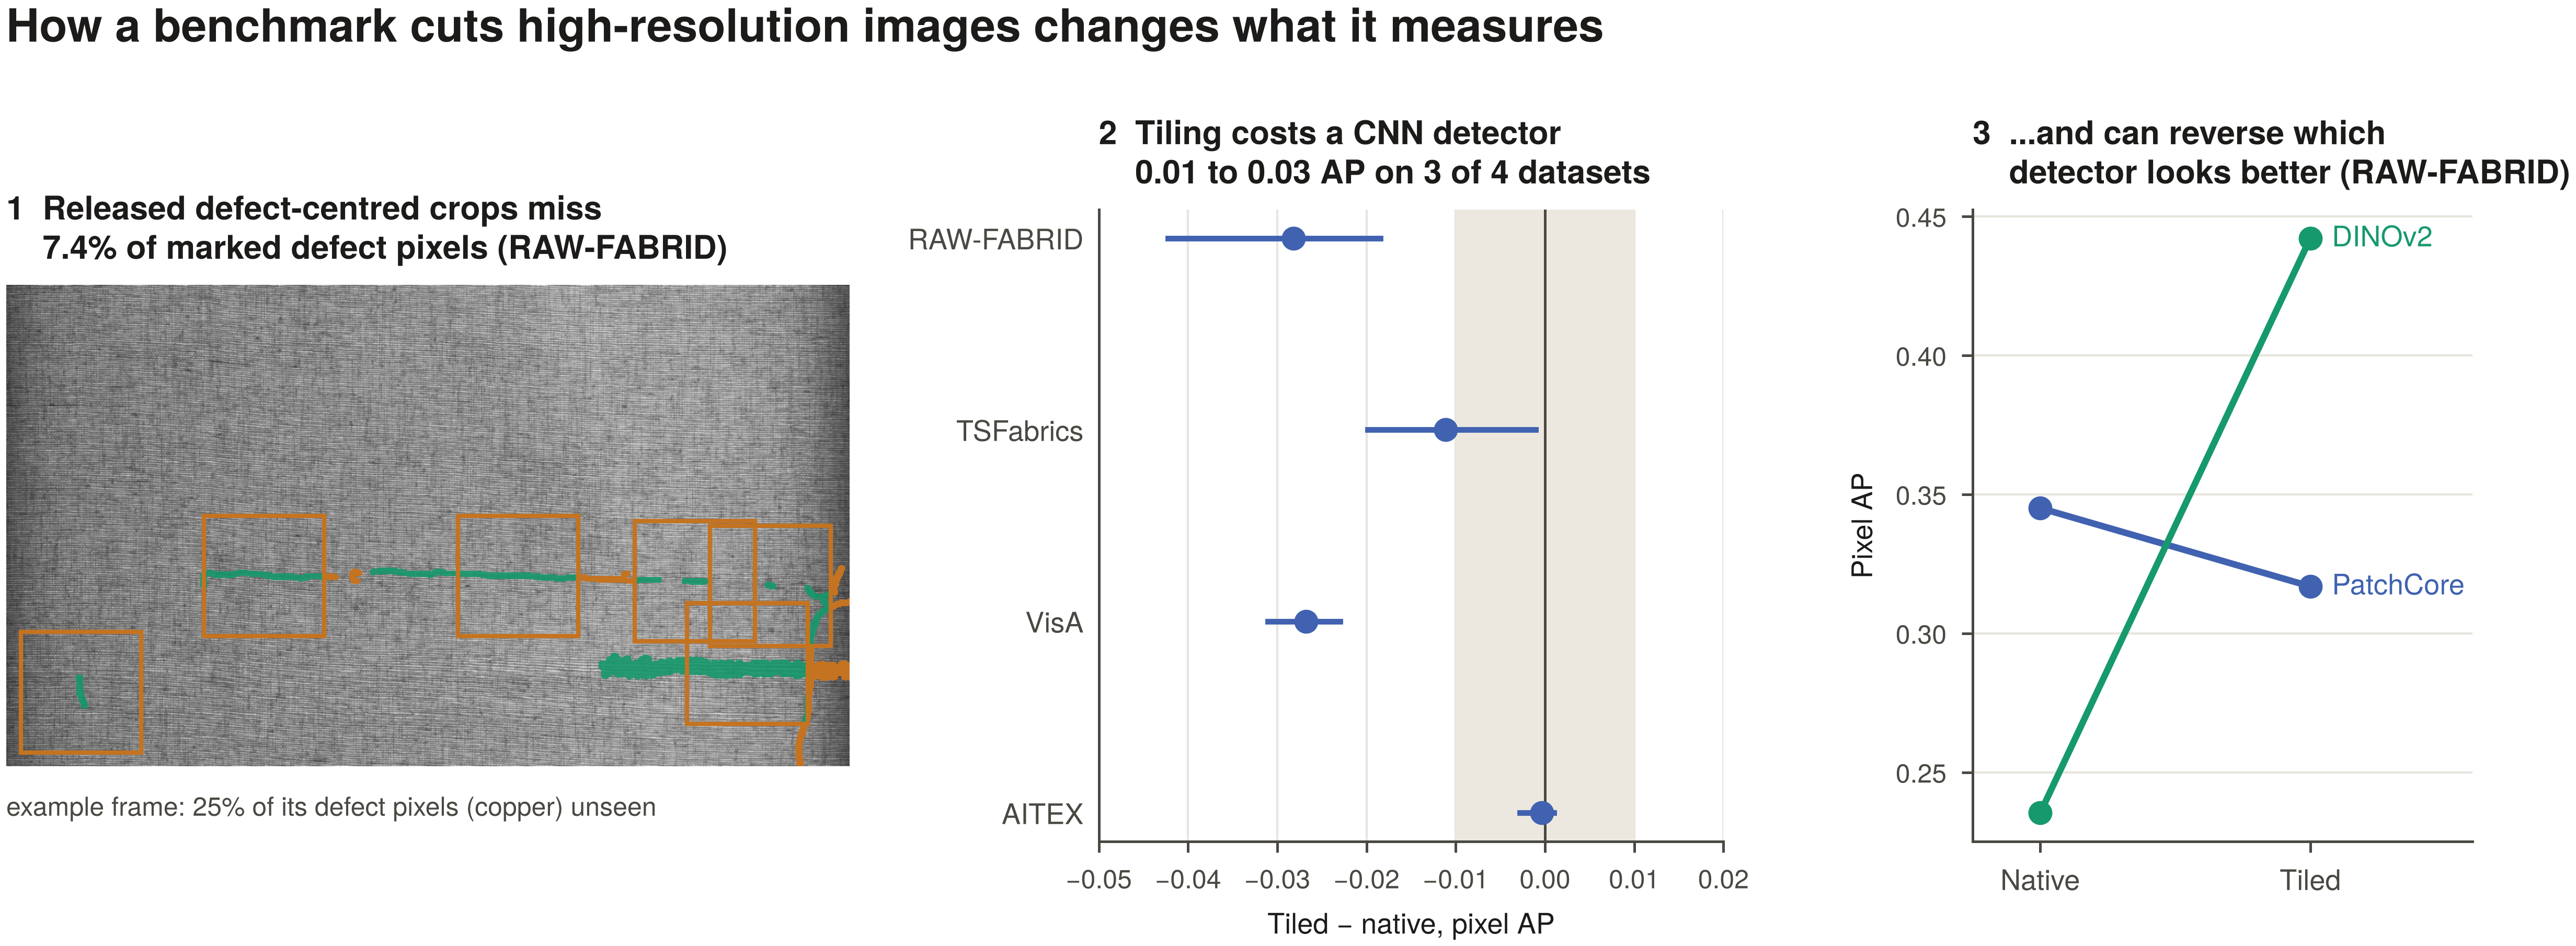 How a benchmark cuts high-resolution images changes what it measures
1 Released defect-centred crops miss
7.4% of marked defect pixels (RAW-FABRID)
example frame: 25% of its defect pixels (copper) unseen
2 Tiling costs a CNN detector
0.01 to 0.03 AP on 3 of 4 datasets
RAW-FABRID
TSFabrics
VisA
AITEX
−0.05 −0.04 −0.03 −0.02 −0.01 0.00 0.01 0.02
Tiled − native, pixel AP
3 ...and can reverse which
detector looks better (RAW-FABRID)
Pixel AP
0.45
0.40
0.35
0.30
0.25
DINOv2
PatchCore
Native Tiled